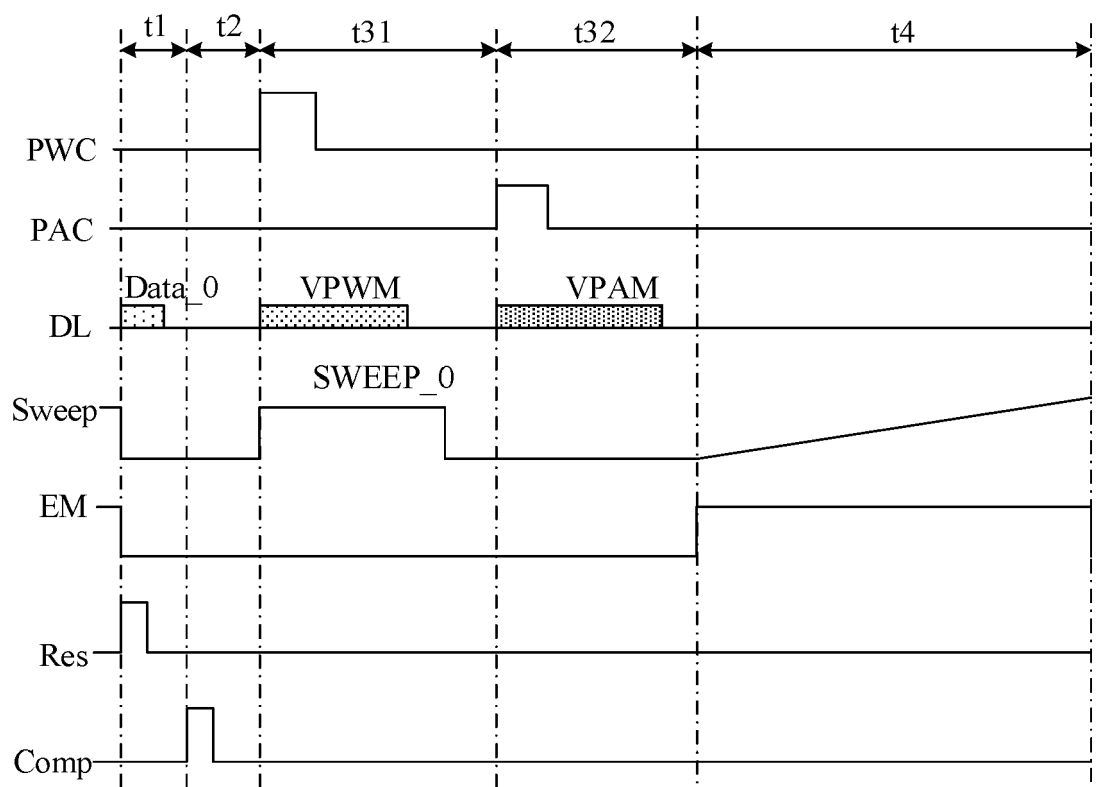 t1 t2 t31 t32 t4
PWC
PAC
Data_0 VPWM VPAM
DL
SWEEP_0
Sweep
EM
Res
Comp